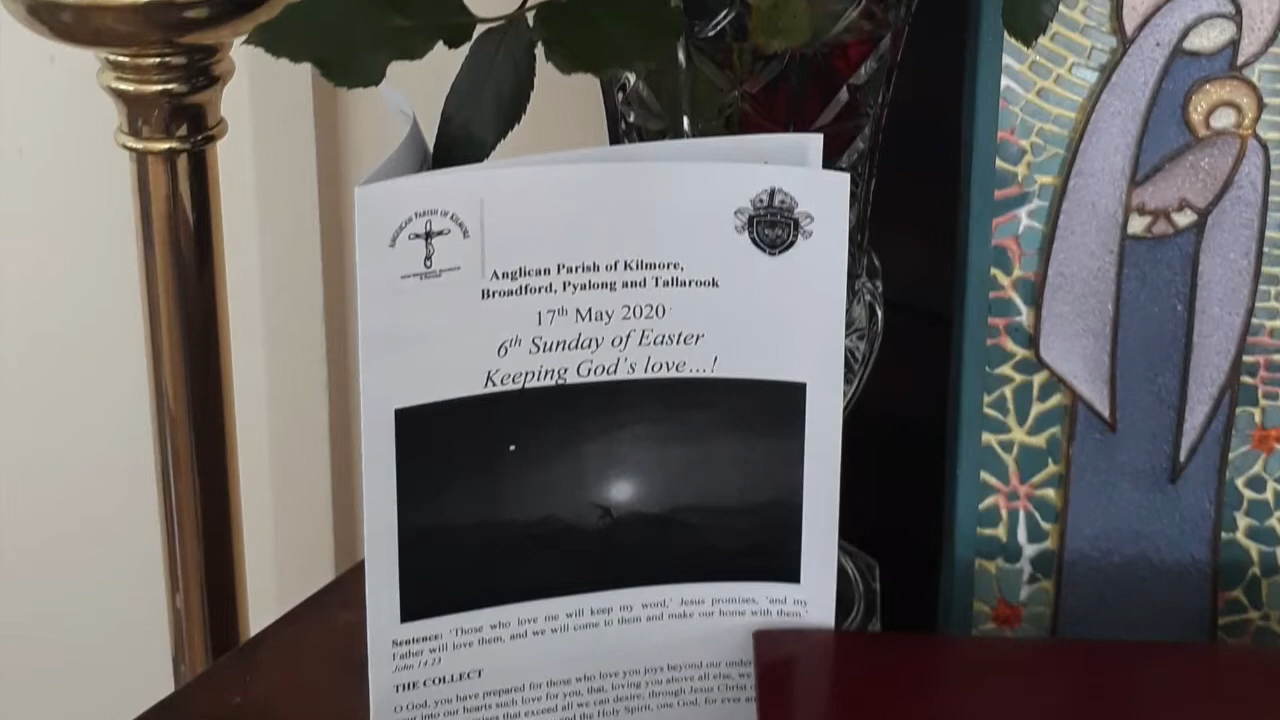 ANGLICAN PARISH OF KILMORE
Anglican Parish of Kilmore,
Broadford, Pyalong and Tallarook
17th May 2020
6th Sunday of Easter
Keeping God's love...!
Sentence: 'Those who love me will keep my word,' Jesus promises, 'and my
Father will love them, and we will come to them and make our home with them.'
John 14.23
THE COLLECT
O God, you have prepared for those who love you joys beyond our under
into our hearts such love for you, that, loving you above all else, we
that exceed all we can desire; through Jesus Christ
and the Holy Spirit, one God, for ever